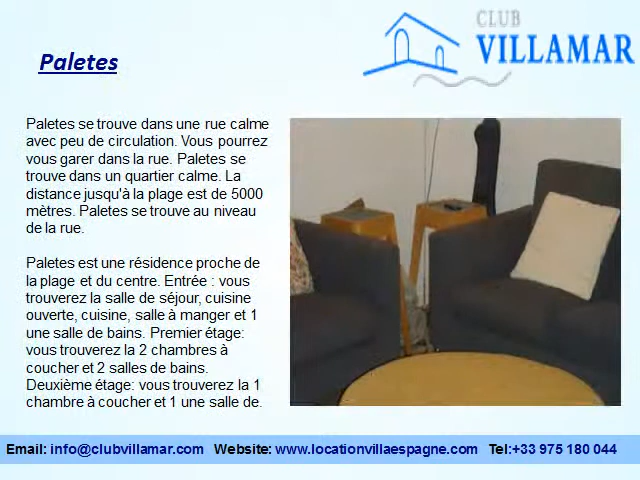 CLUB
VILLAMAR
Paletes
Paletes se trouve dans une rue calme
avec peu de circulation. Vous pourrez
vous garer dans la rue. Paletes se
trouve dans un quartier calme. La
distance jusqu'à la plage est de 5000
mètres. Paletes se trouve au niveau
de la rue.
Paletes est une résidence proche de
la plage et du centre. Entrée : vous
trouverez la salle de séjour, cuisine
ouverte, cuisine, salle à manger et 1
une salle de bains. Premier étage:
vous trouverez la 2 chambres à
coucher et 2 salles de bains.
Deuxième étage: vous trouverez la 1
chambre à coucher et 1 une salle de.
Email: info@clubvillamar.com Website: www.locationvillaespagne.com Tel:+33 975 180 044